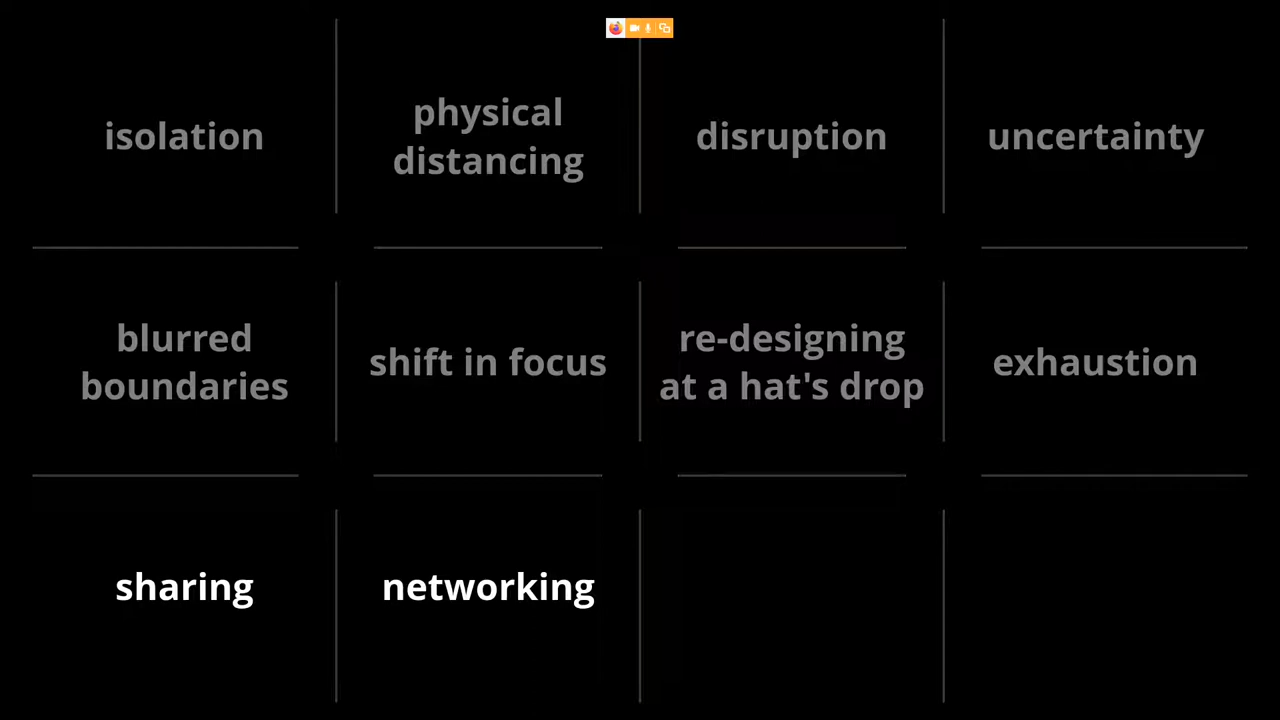 isolation
physical
distancing
disruption
uncertainty
blurred
boundaries
shift in focus
re-designing
at a hat's drop
exhaustion
sharing
networking